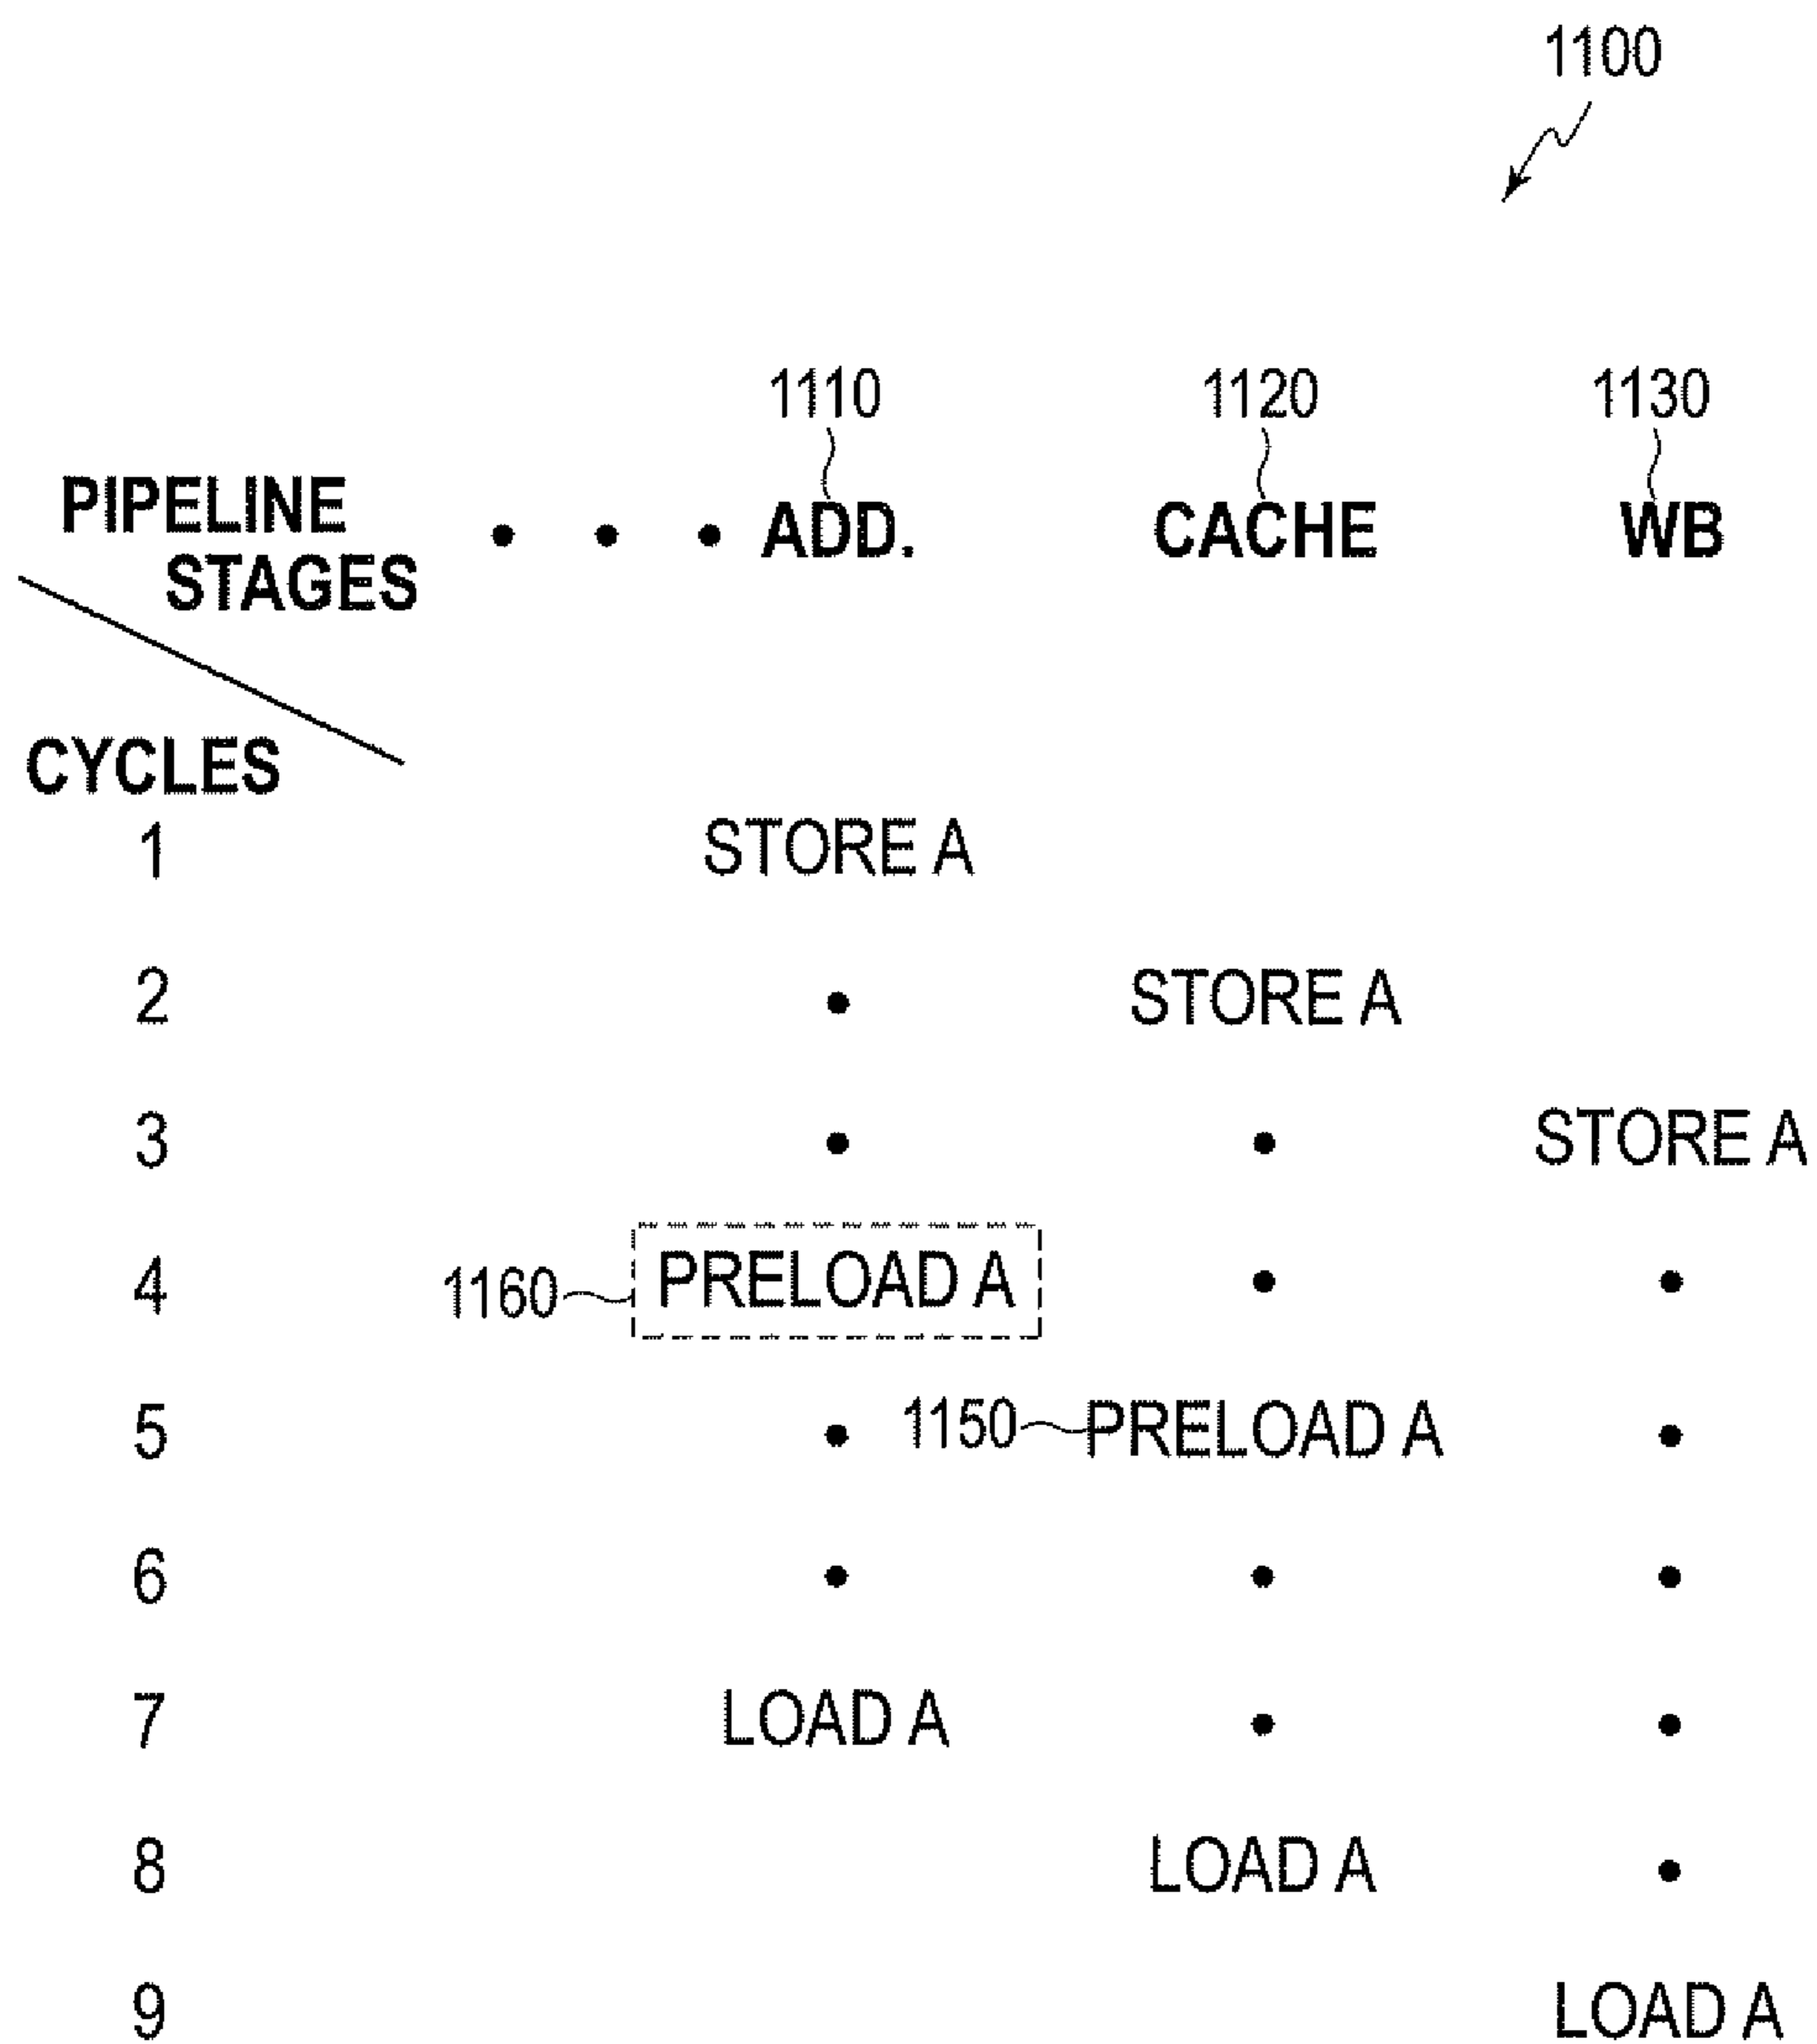 1100
1110 1120 1130
PIPELINE STAGES • • • ADD. CACHE WB
CYCLES
1 STORE A
2 • STORE A
3 • • STORE A
4 1160 PRELOAD A • •
5 • 1150 PRELOAD A •
6 • • •
7 LOAD A • •
8 LOAD A •
9 LOAD A